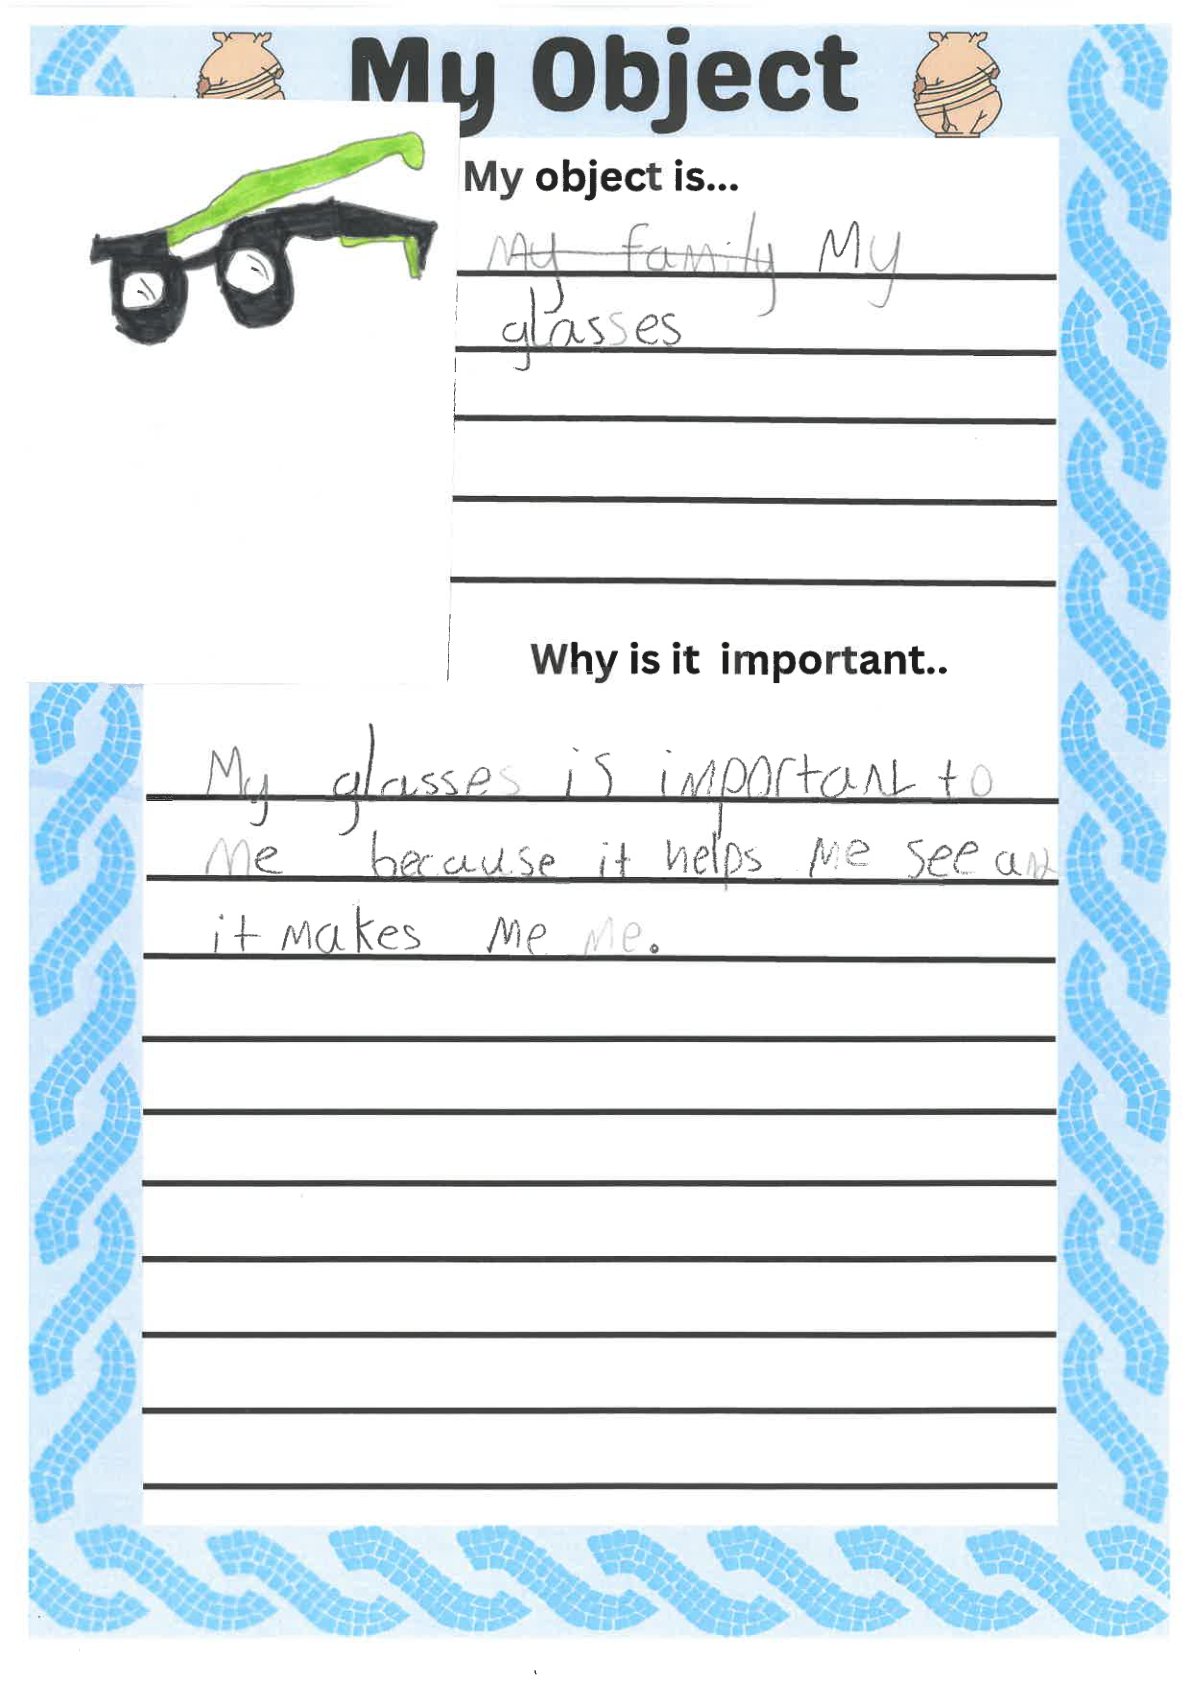 My Object
My object is...
My family My
glasses
Why is it important..
My glasses is important to
me because it helps me see and
it makes me me.